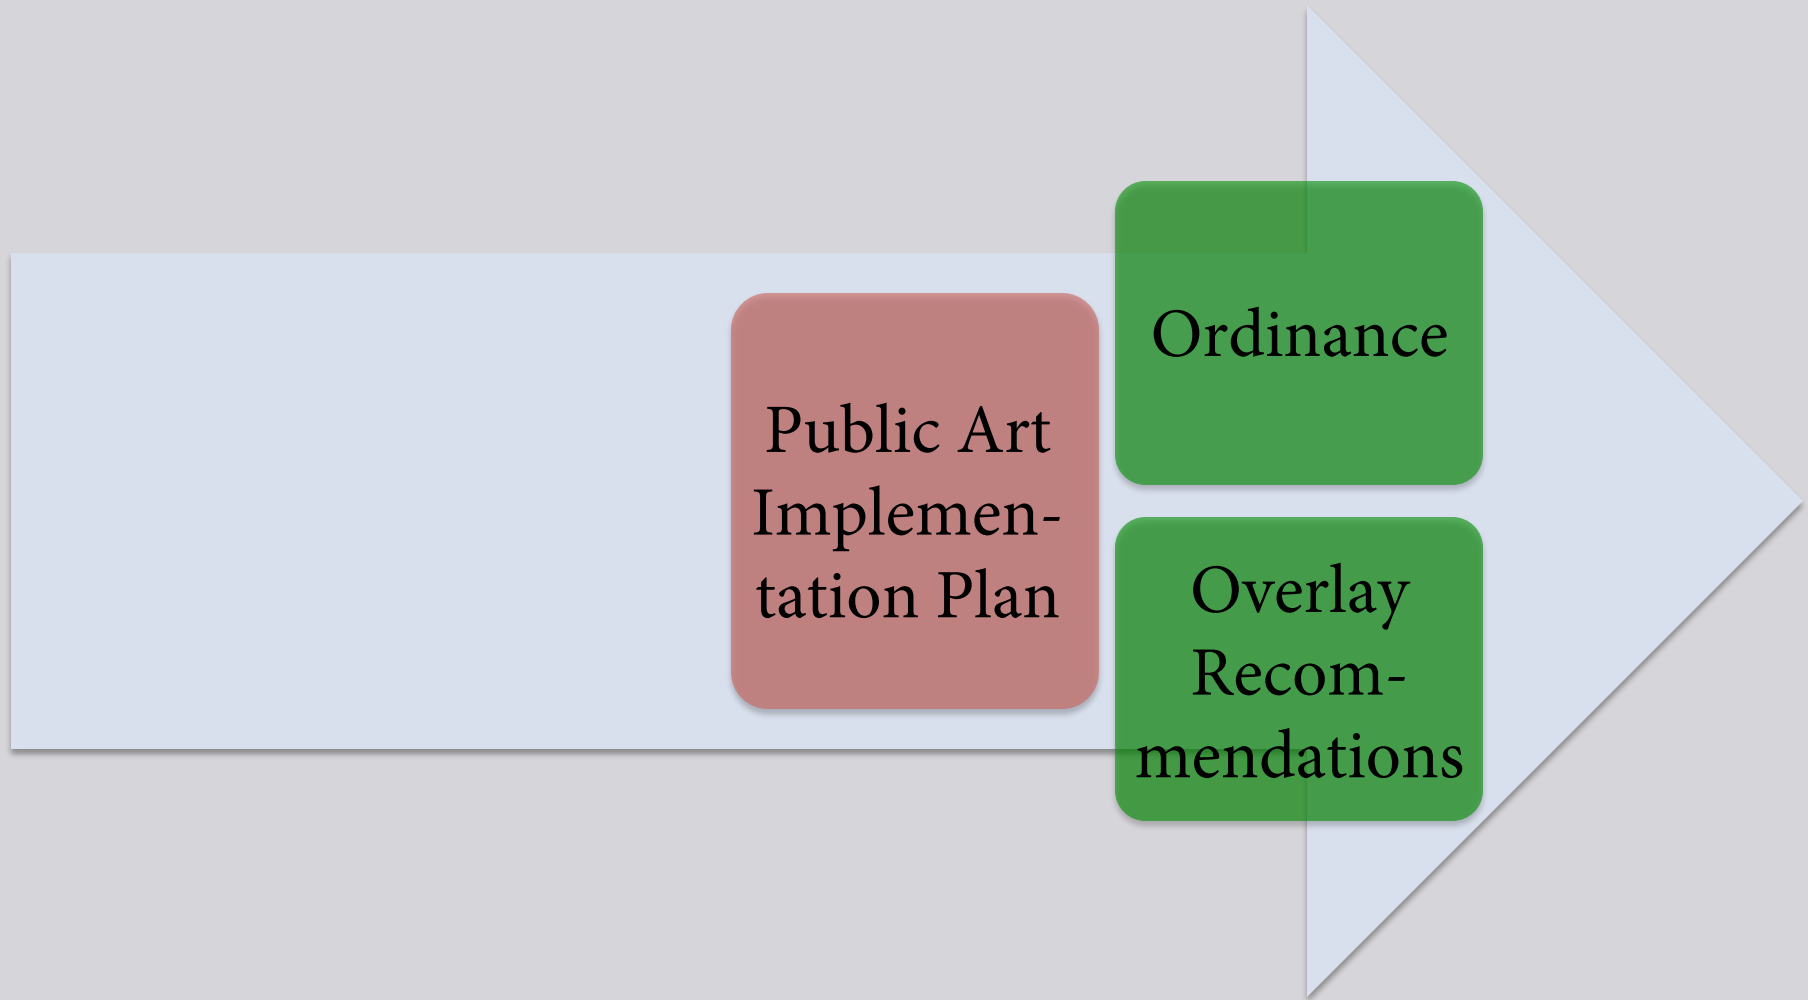 Public Art
Implemen-
tation Plan
Ordinance
Overlay
Recom-
mendations